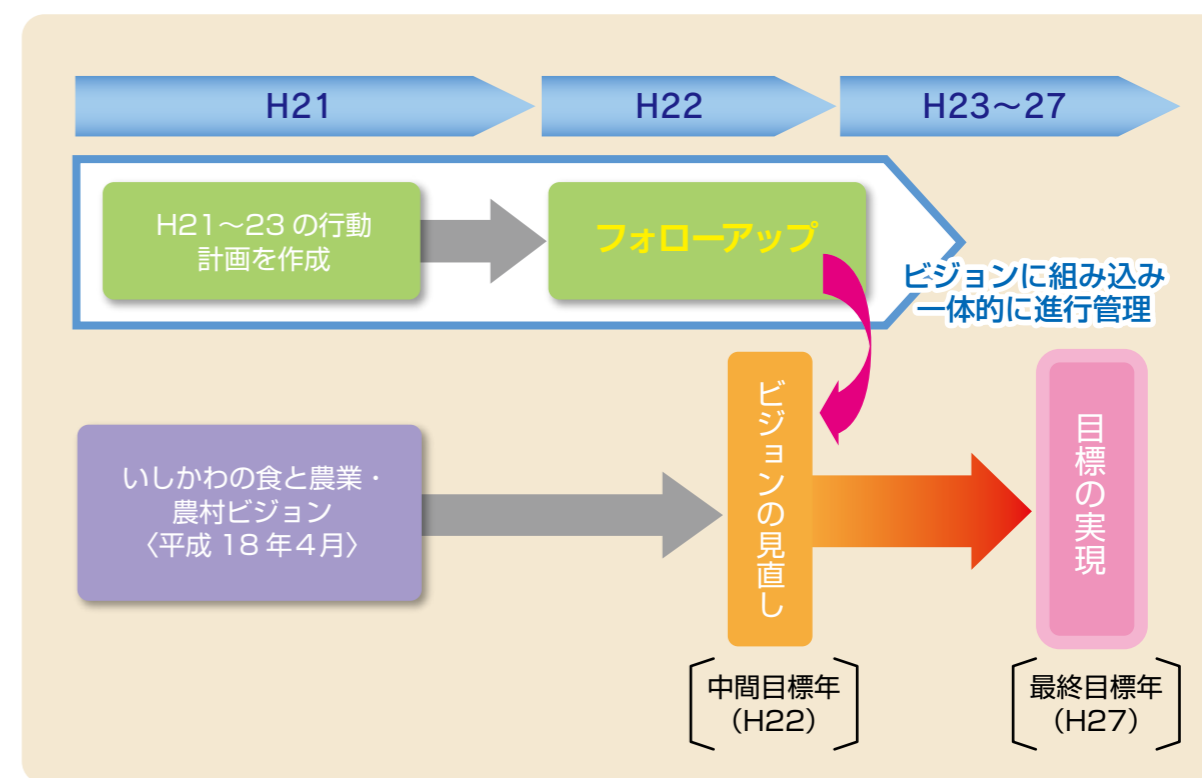 H21
H22
H23〜27
H21〜23 の行動
計画を作成
フォローアップ
ビジョンに組み込み
一体的に進行管理
いしかわの食と農業・
農村ビジョン
〈平成 18 年４月〉
ビジョンの見直し
目標の実現
中間目標年
（H22）
最終目標年
（H27）